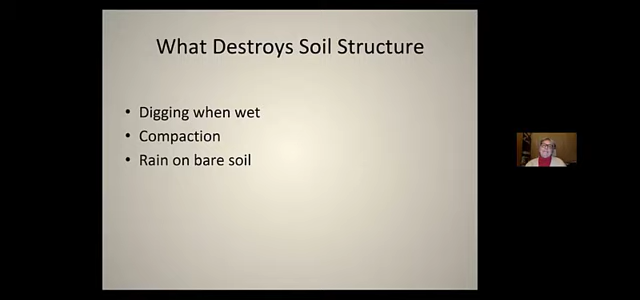 What Destroys Soil Structure
• Digging when wet
• Compaction
• Rain on bare soil